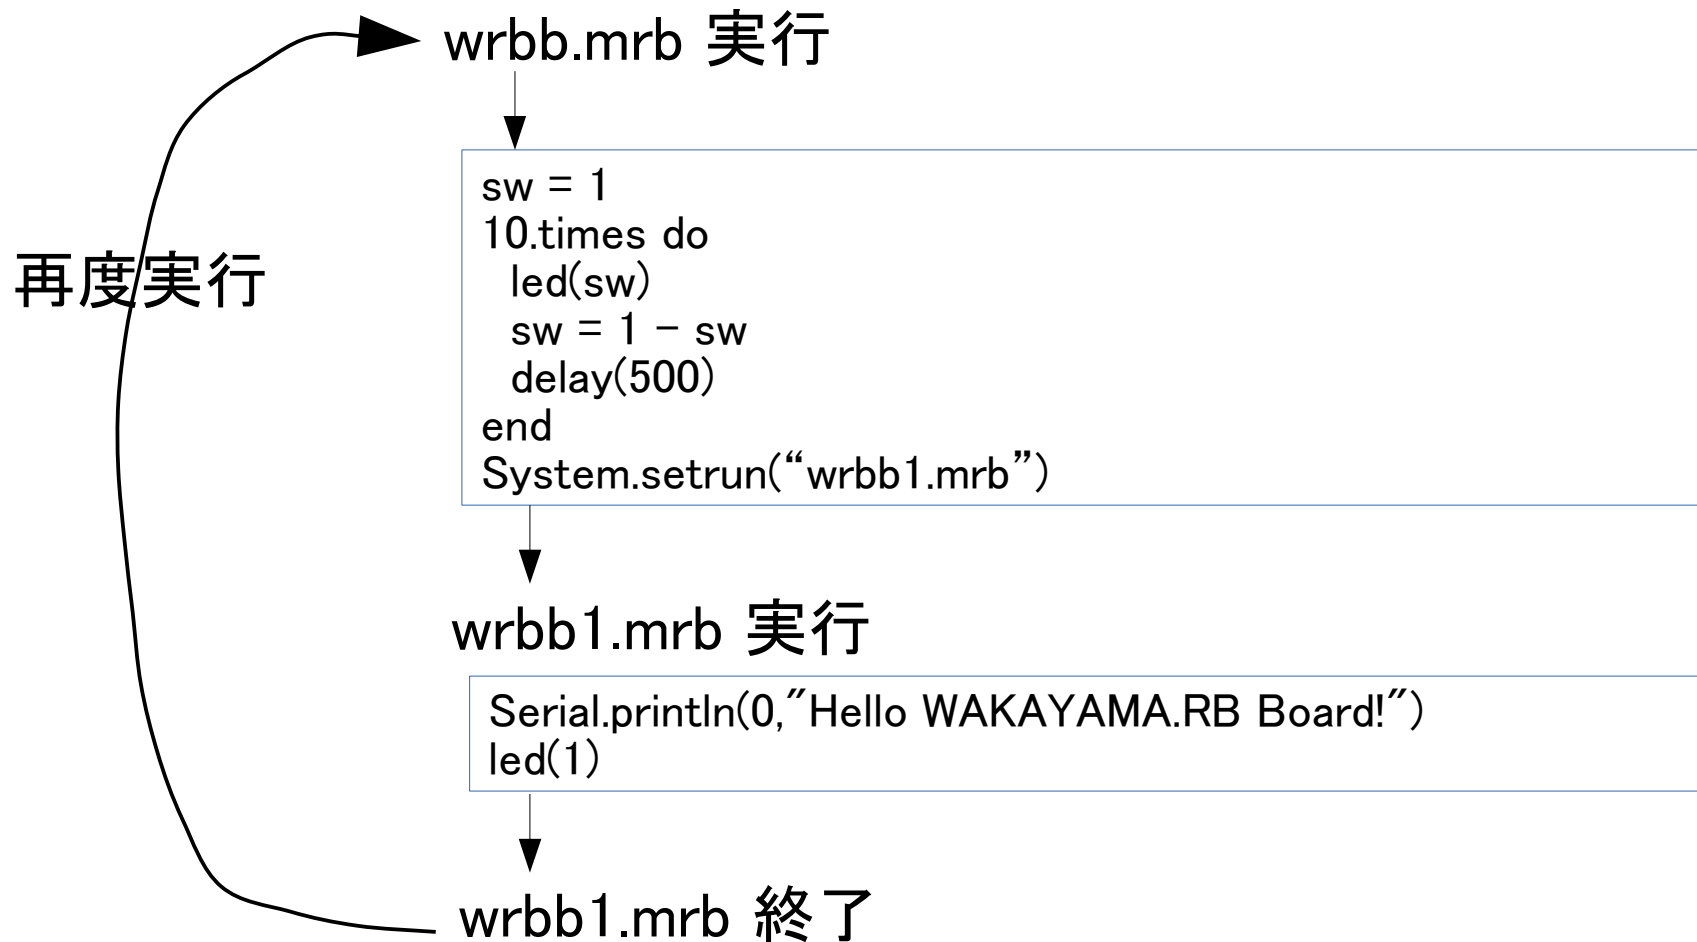 wrbb.mrb 実行
sw = 1
10.times do
led(sw)
sw = 1 - sw
delay(500)
end
System.setrun(“wrbb1.mrb”)
再度実行
wrbb1.mrb 実行
Serial.println(0,"Hello WAKAYAMA.RB Board!")
led(1)
wrbb1.mrb 終了